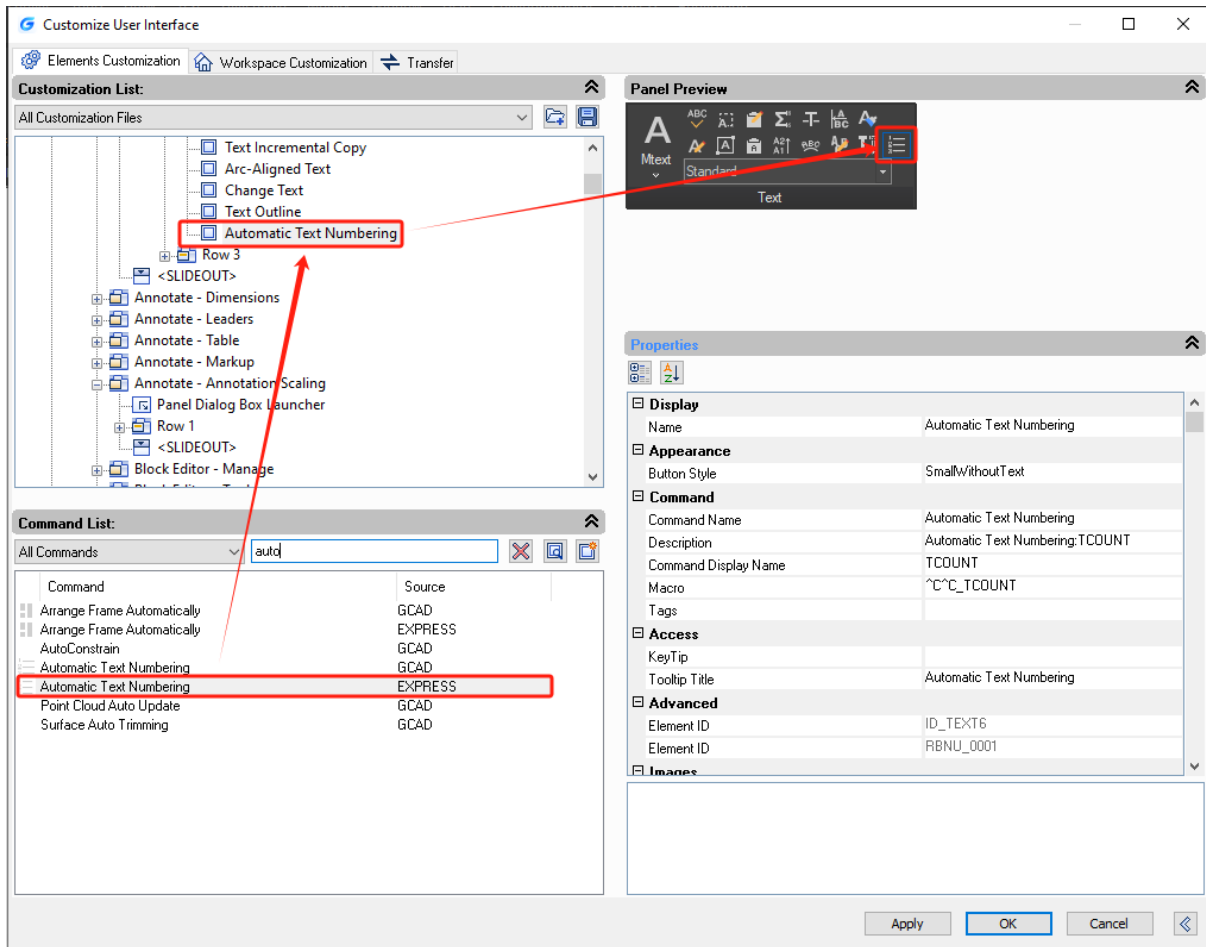 Customize User Interface
Elements Customization
Workspace Customization
Transfer
Customization List:
All Customization Files
Text Incremental Copy
Arc-Aligned Text
Change Text
Text Outline
Automatic Text Numbering
Row 3
<SLIDEOUT>
Annotate - Dimensions
Annotate - Leaders
Annotate - Table
Annotate - Markup
Annotate - Annotation Scaling
Panel Dialog Box Launcher
Row 1
<SLIDEOUT>
Block Editor - Manage
Command List:
All Commands
auto
Command Source
Arrange Frame Automatically GCAD
Arrange Frame Automatically EXPRESS
AutoConstrain GCAD
Automatic Text Numbering GCAD
Automatic Text Numbering EXPRESS
Point Cloud Auto Update GCAD
Surface Auto Trimming GCAD
Panel Preview
Mtext
Standard
Text
Properties
Display
Name Automatic Text Numbering
Appearance
Button Style SmallWithoutText
Command
Command Name Automatic Text Numbering
Description Automatic Text Numbering:TCOUNT
Command Display Name TCOUNT
Macro ^C^C_TCOUNT
Tags
Access
KeyTip
Tooltip Title Automatic Text Numbering
Advanced
Element ID ID_TEXT6
Element ID RBNU_0001
Images
Apply
OK
Cancel